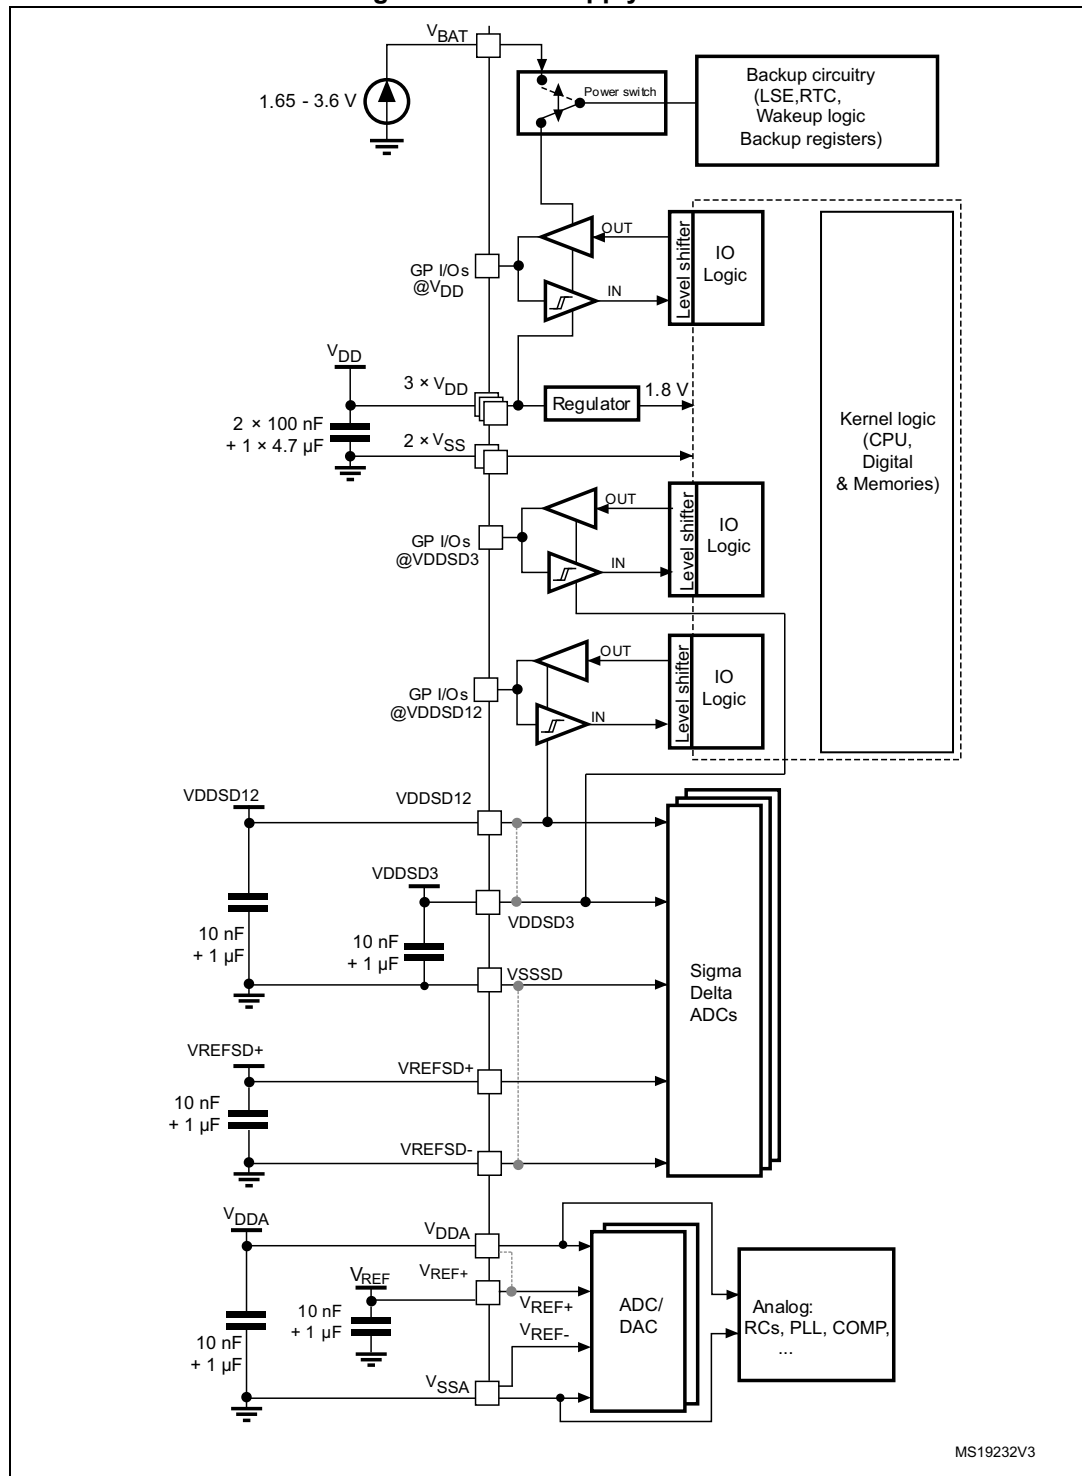 VBAT
1.65 - 3.6 V
Power switch
Backup circuitry
(LSE,RTC,
Wakeup logic
Backup registers)
OUT
IN
GP I/Os
@VDD
Level shifter
IO
Logic
VDD
3 × VDD
Regulator
1.8 V
2 × 100 nF
+ 1 × 4.7 µF
2 × VSS
Kernel logic
(CPU,
Digital
& Memories)
OUT
IN
GP I/Os
@VDDSD3
Level shifter
IO
Logic
OUT
IN
GP I/Os
@VDDSD12
Level shifter
IO
Logic
VDDSD12
VDDSD12
VDDSD3
VDDSD3
10 nF
+ 1 µF
10 nF
+ 1 µF
VSSSD
Sigma
Delta
ADCs
VREFSD+
VREFSD+
10 nF
+ 1 µF
VREFSD-
VDDA
VDDA
VREF+
VREF
10 nF
+ 1 µF
VREF+
VREF-
ADC/
DAC
Analog:
RCs, PLL, COMP,
...
10 nF
+ 1 µF
VSSA
MS19232V3